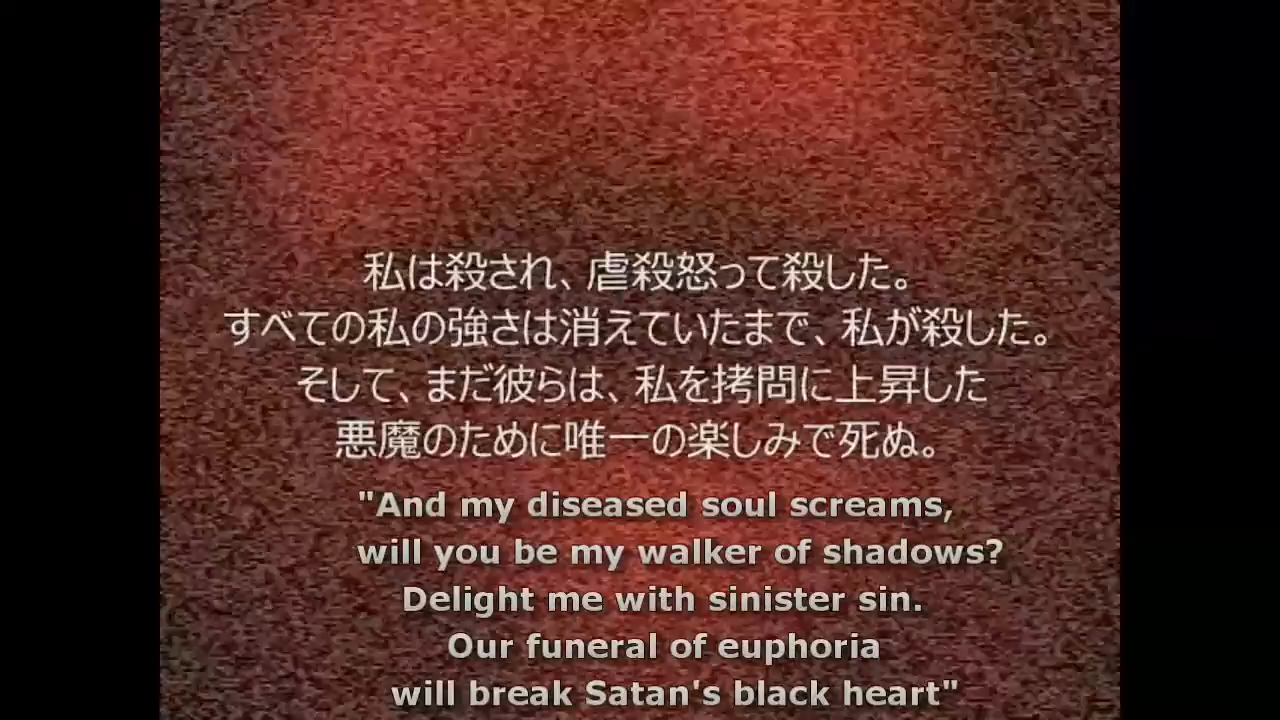 私は殺され、虐殺怒って殺した。
すべての私の強さは消えていたまで、私が殺した。
そして、まだ彼らは、私を拷問に上昇した
悪魔のために唯一の楽しみで死ぬ。
"And my diseased soul screams,
will you be my walker of shadows?
Delight me with sinister sin.
Our funeral of euphoria
will break Satan's black heart"